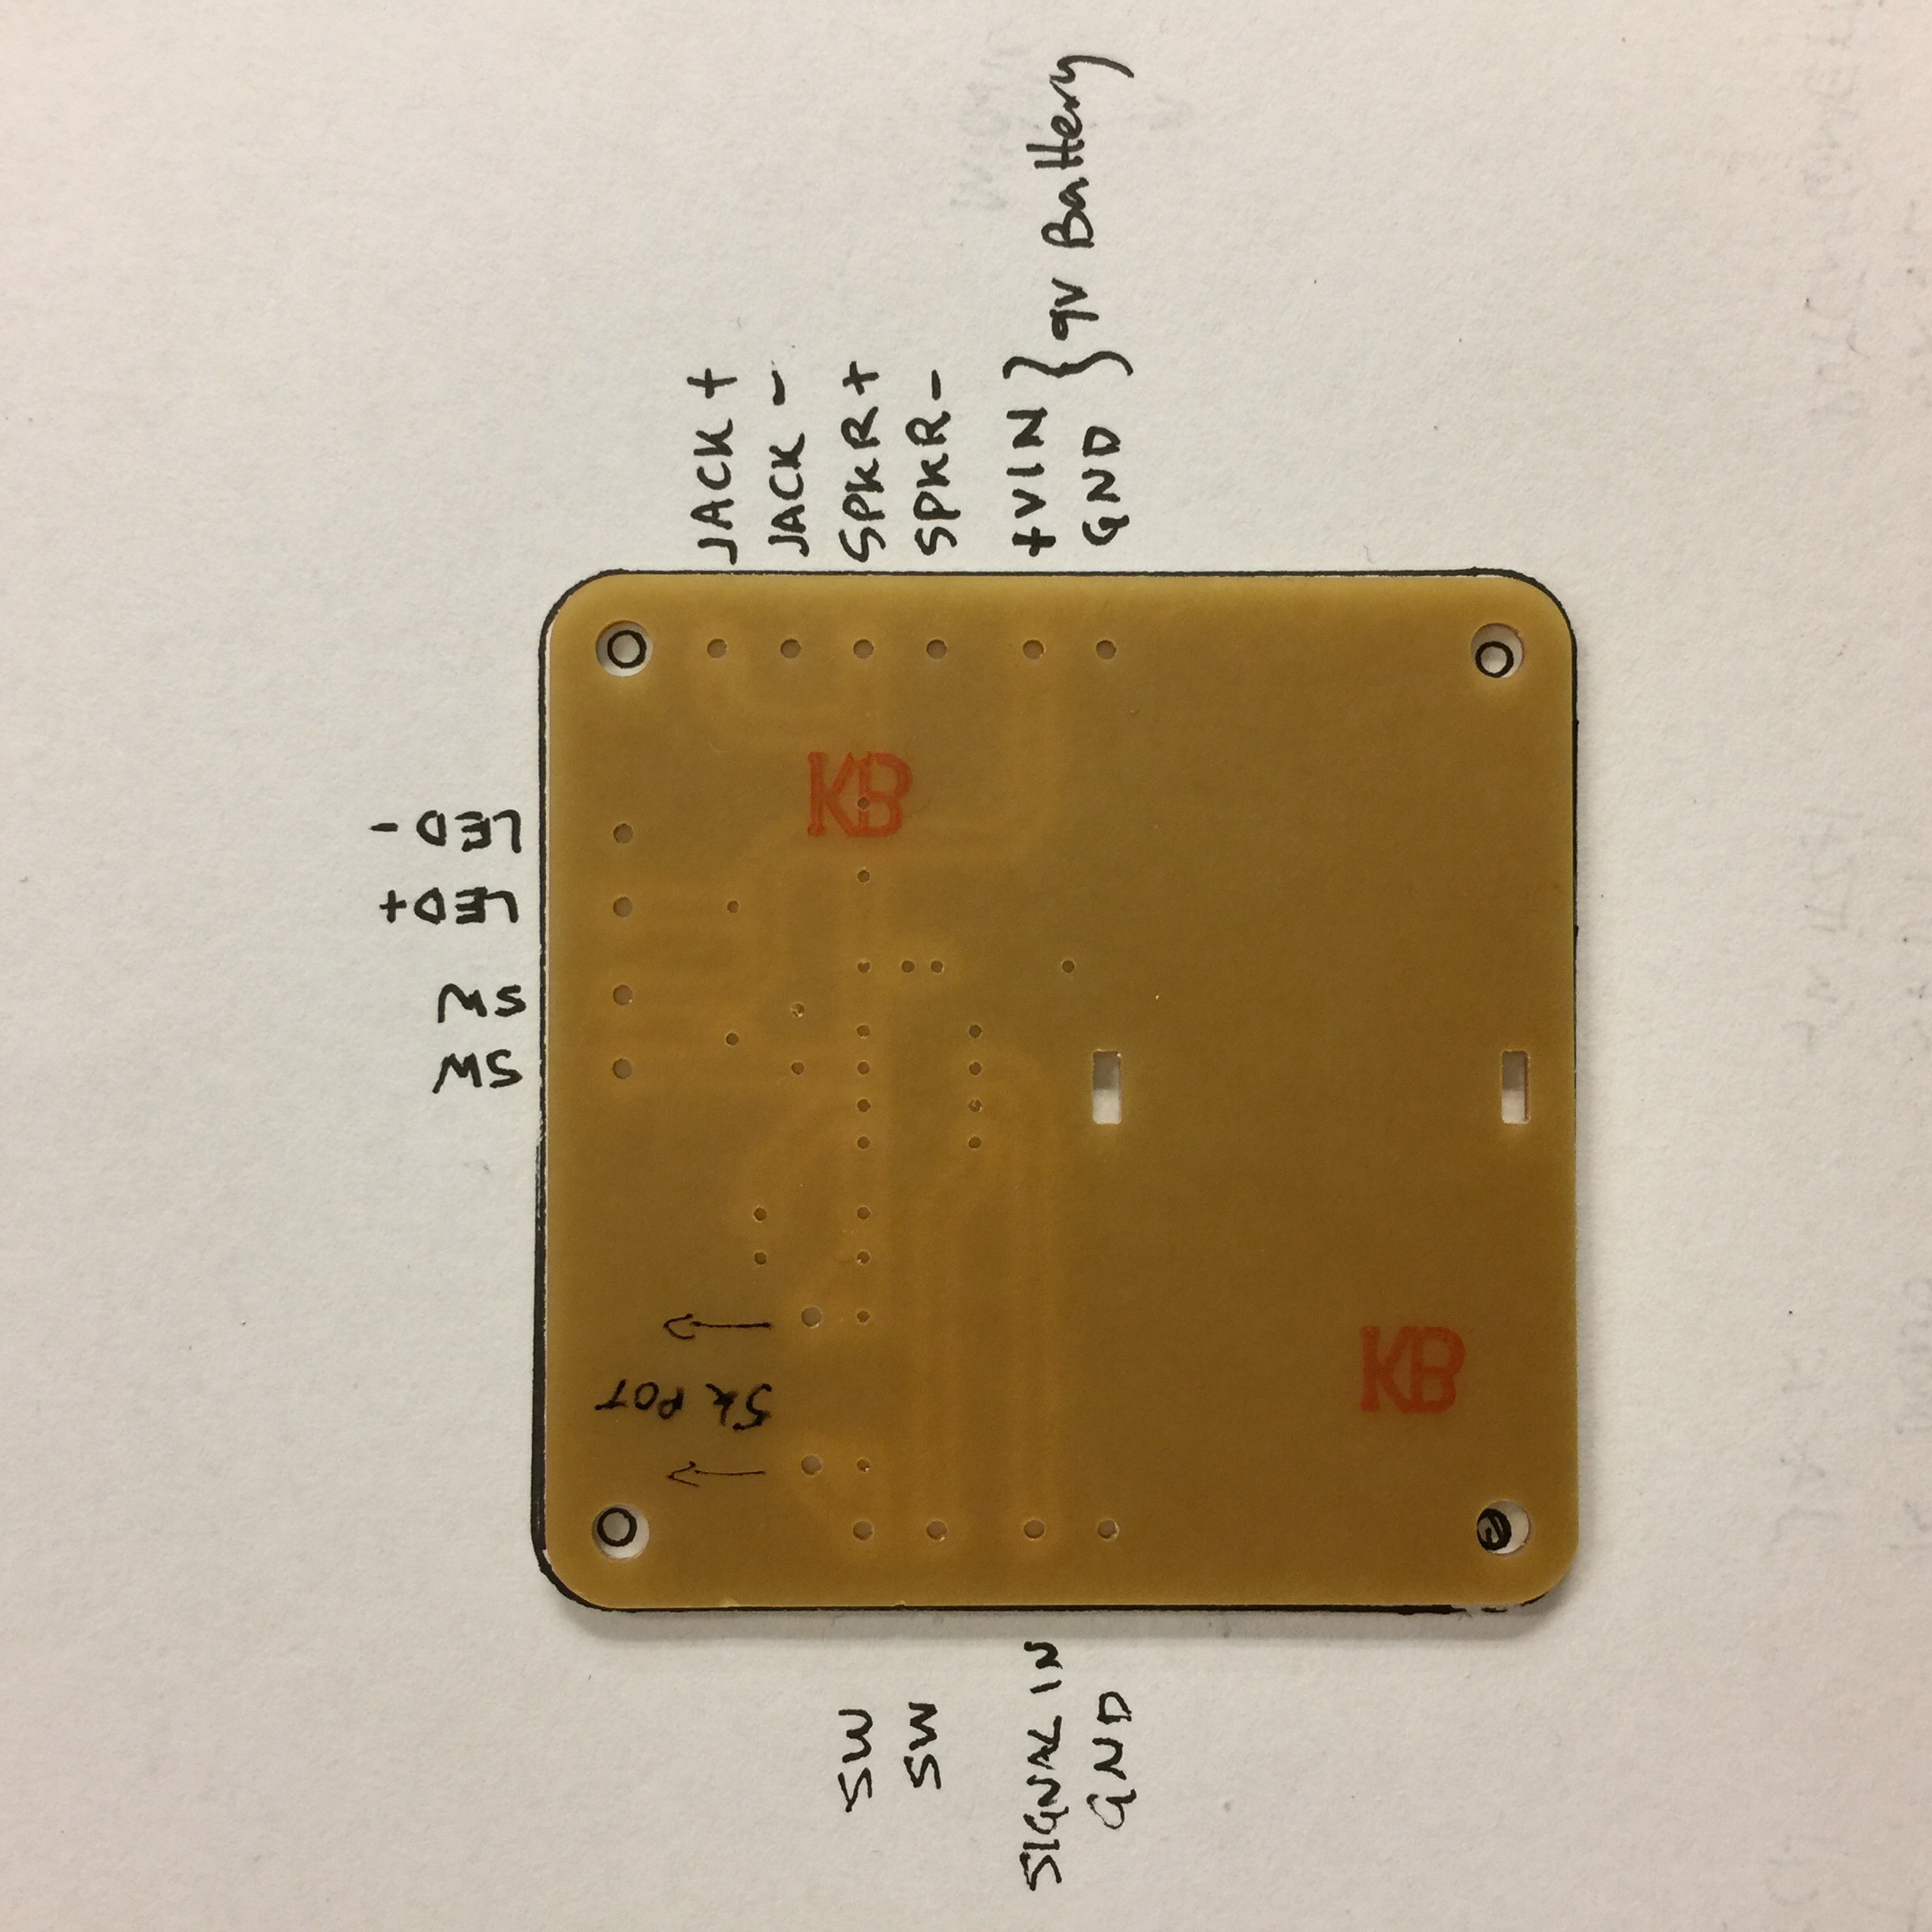 SIGNAL IN
GND
SW
SW
5k POT
KB
SW
SW
LED+
LED-
KB
GND
+VIN
} 9V Battery
SPKR-
SPKR+
JACK -
JACK +